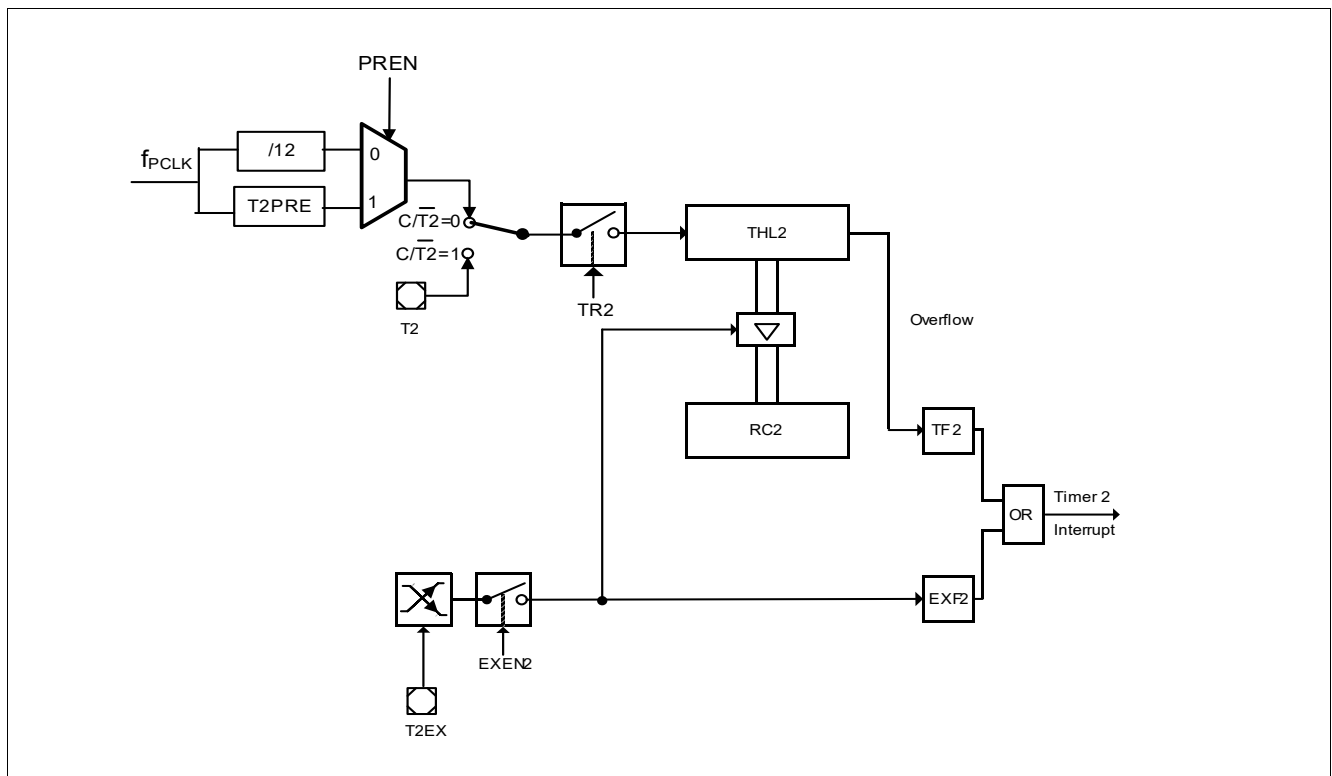 PREN
f_PCLK
/12
0
T2PRE
1
C/T2̅=0
C/T2̅=1
T2
TR2
THL2
Overflow
RC2
TF2
OR
Timer 2
Interrupt
EXF2
EXEN2
T2EX